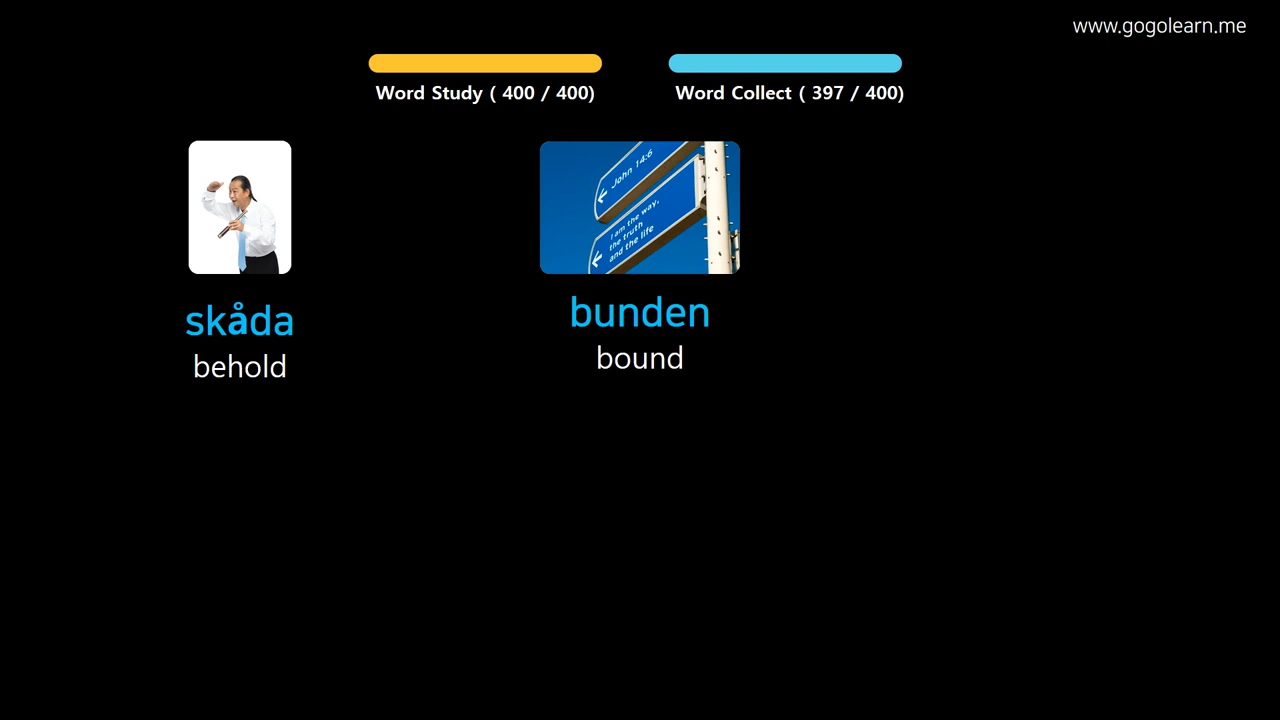 www.gogolearn.me
Word Study ( 400 / 400)
Word Collect ( 397 / 400)
John 14:6
I am the way,
the truth
and the life
skåda
behold
bunden
bound